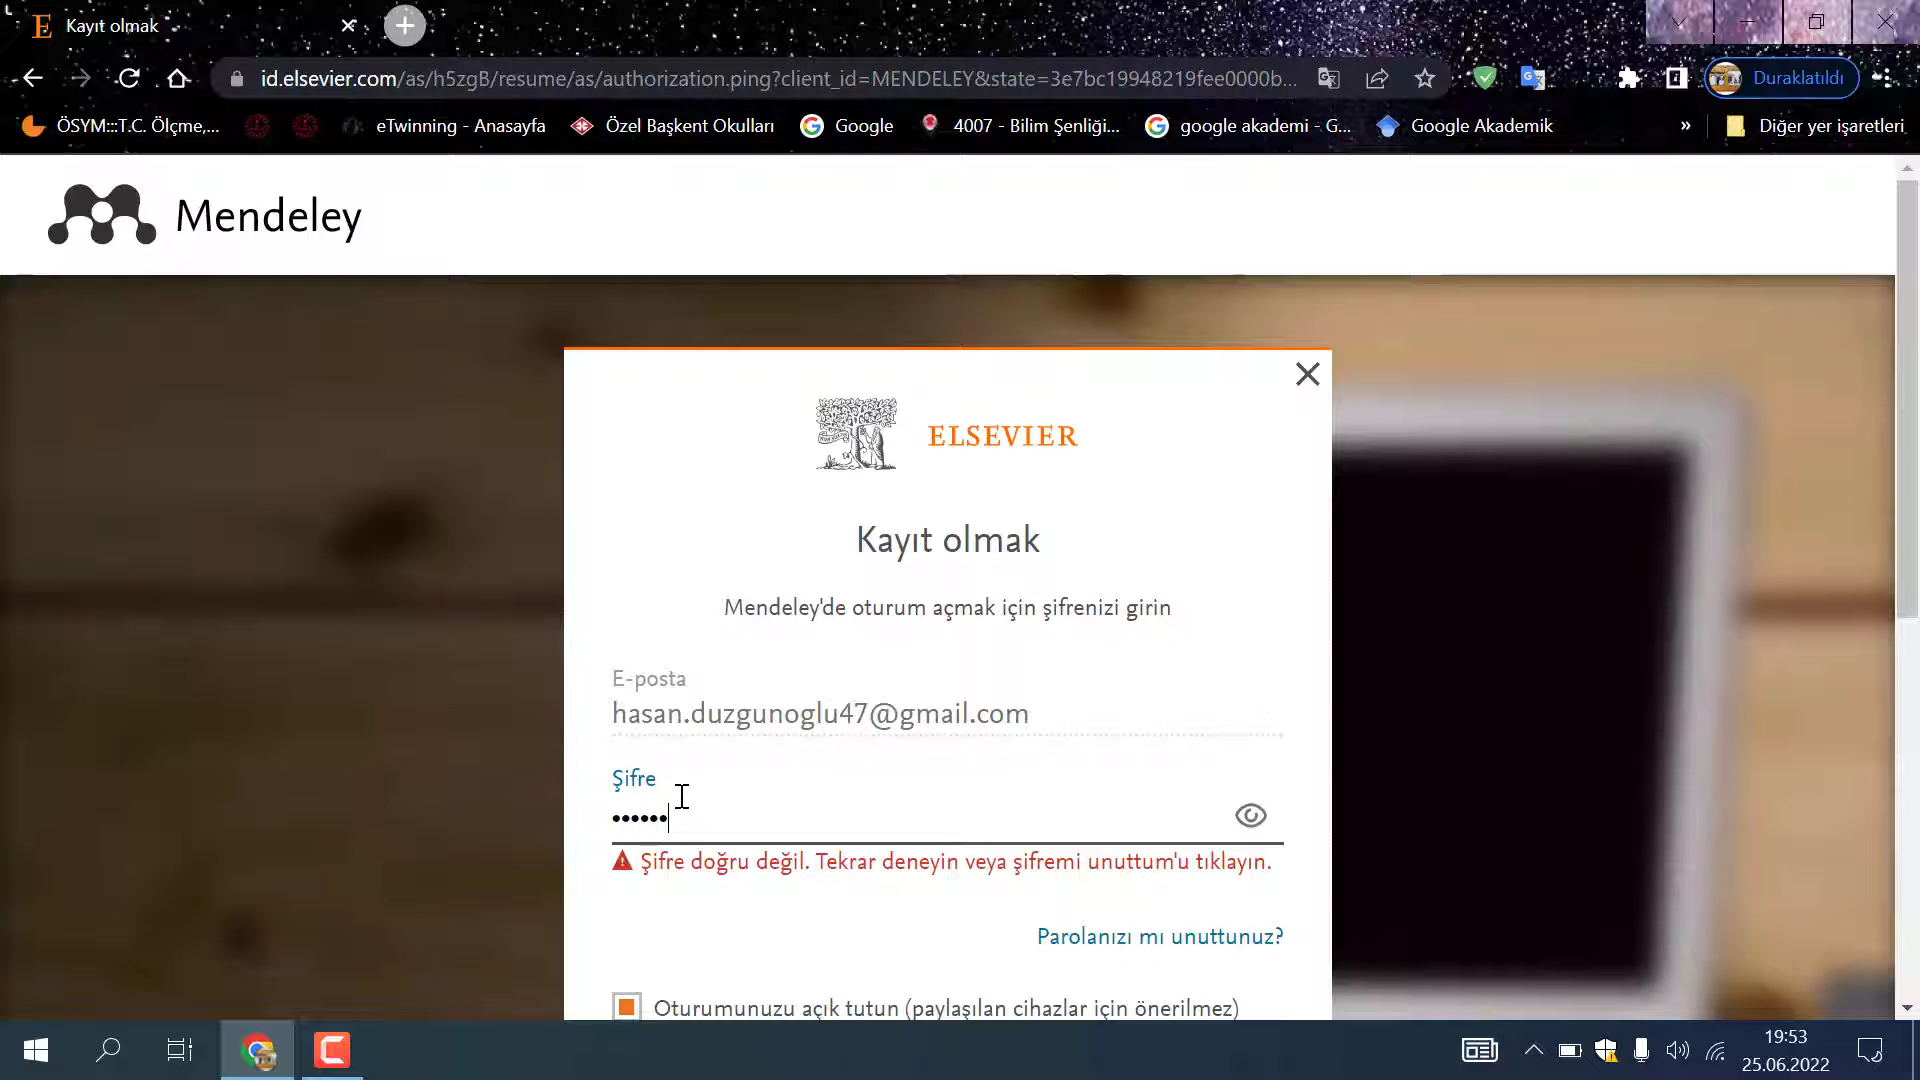 Kayıt olmak
id.elsevier.com/as/h5zgB/resume/as/authorization.ping?client_id=MENDELEY&state=3e7bc19948219fee0000b...
Duraklatıldı
ÖSYM:::T.C. Ölçme,...
eTwinning - Anasayfa
Özel Başkent Okulları
Google
4007 - Bilim Şenliği...
google akademi - G...
Google Akademik
»
Diğer yer işaretleri
Mendeley
ELSEVIER
Kayıt olmak
Mendeley'de oturum açmak için şifrenizi girin
E-posta
hasan.duzgunoglu47@gmail.com
Şifre
••••••
Şifre doğru değil. Tekrar deneyin veya şifremi unuttum'u tıklayın.
Parolanızı mı unuttunuz?
Oturumunuzu açık tutun (paylaşılan cihazlar için önerilmez)
19:53
25.06.2022